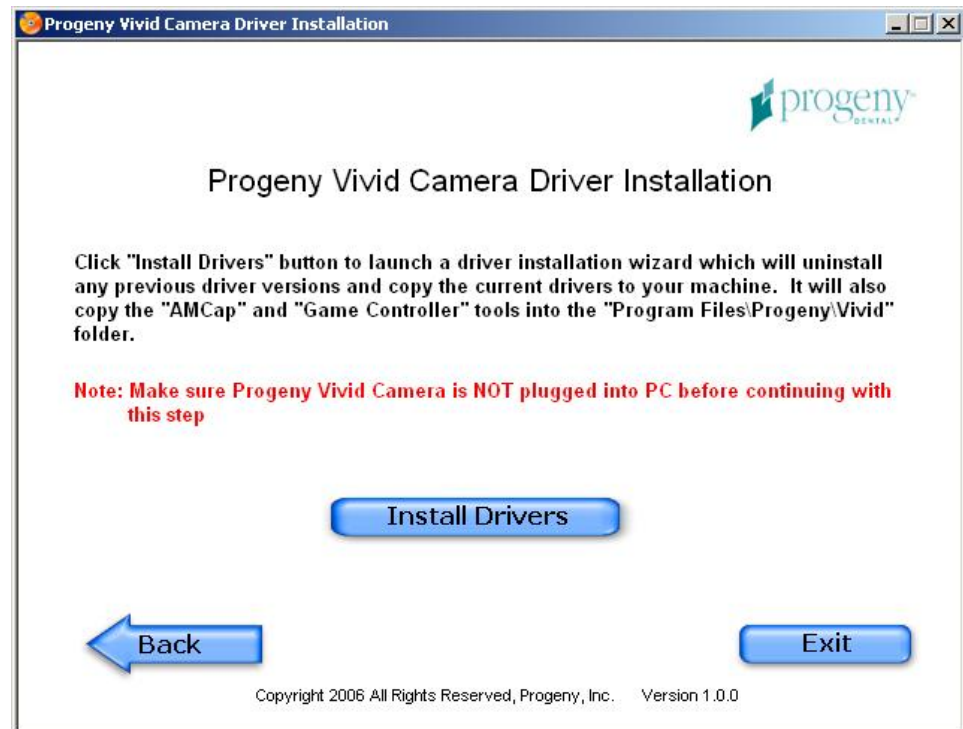 Progeny Vivid Camera Driver Installation
progeny™
DENTAL®
Progeny Vivid Camera Driver Installation
Click "Install Drivers" button to launch a driver installation wizard which will uninstall
any previous driver versions and copy the current drivers to your machine. It will also
copy the "AMCap" and "Game Controller" tools into the "Program Files\Progeny\Vivid"
folder.
Note: Make sure Progeny Vivid Camera is NOT plugged into PC before continuing with
this step
Install Drivers
Back
Exit
Copyright 2006 All Rights Reserved, Progeny, Inc. Version 1.0.0